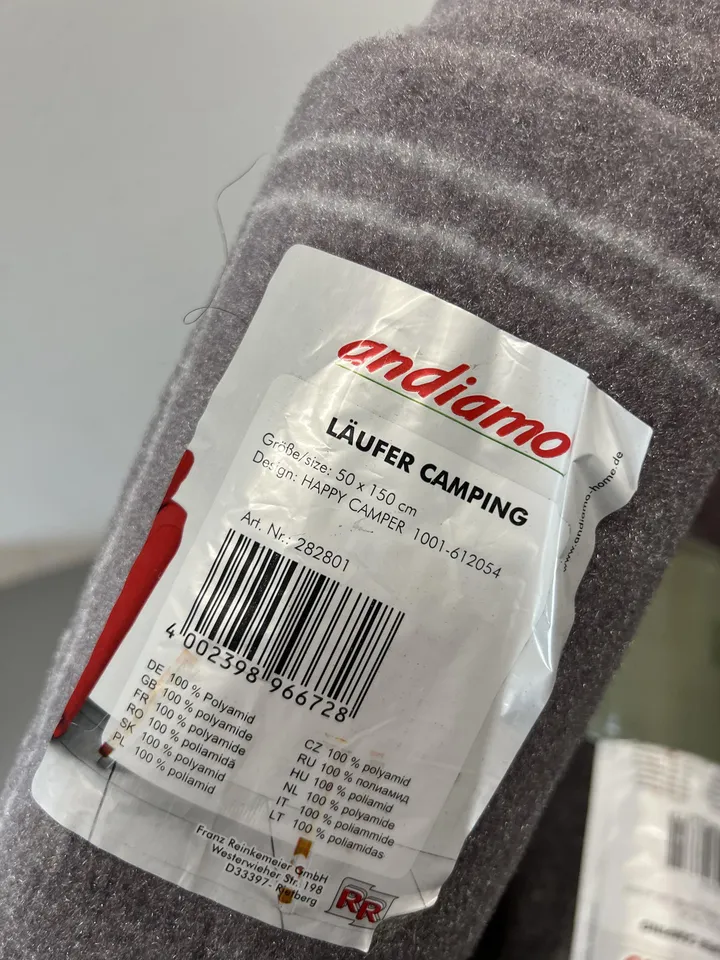 andiamo
LÄUFER CAMPING
Größe/size: 50 x 150 cm
Design: HAPPY CAMPER 1001-612054
www.andiamo-home.de
Art. Nr.: 282801
4 002398 966728
DE 100 % Polyamid
GB 100 % polyamide
FR 100 % polyamide
RO 100 % poliamidă
SK 100 % polyamid
PL 100 % poliamid
CZ 100 % polyamid
RU 100 % полиамид
HU 100 % poliamid
NL 100 % polyamide
IT 100 % poliammide
LT 100 % poliamidas
Franz Reinkemeier GmbH
Westerwieher Str. 198
D33397- Rietberg
RR